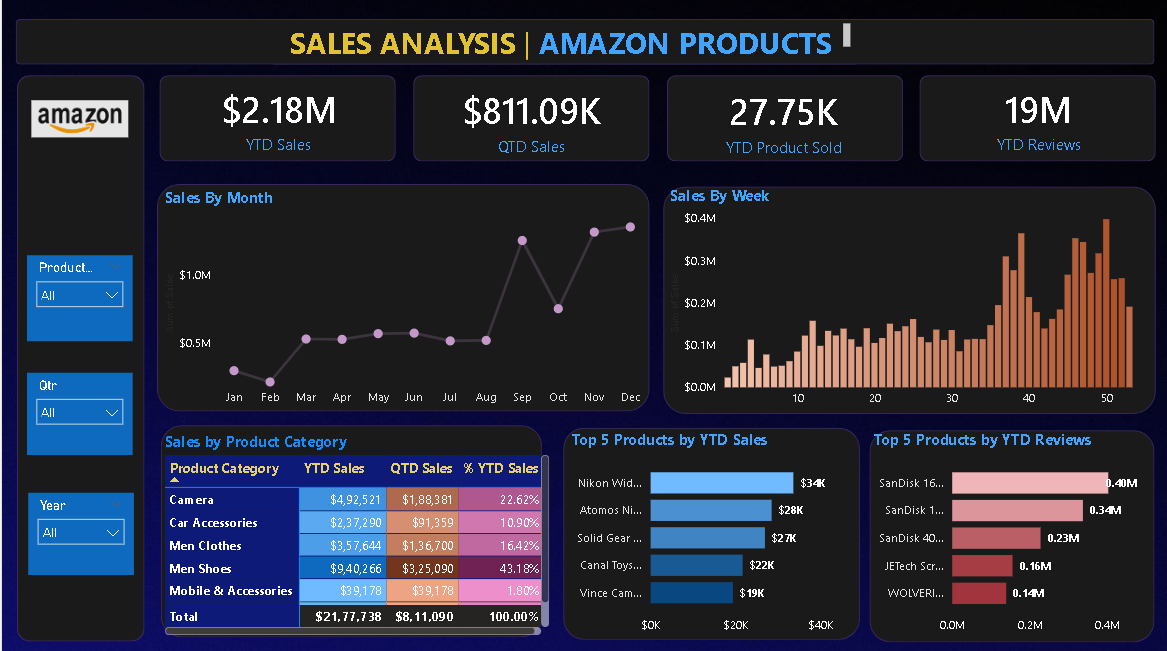 SALES ANALYSIS | AMAZON PRODUCTS
amazon
$2.18M
YTD Sales
$811.09K
QTD Sales
27.75K
YTD Product Sold
19M
YTD Reviews
Product...
All
Qtr
All
Year
All
Sales By Month
$1.0M
$0.5M
Jan Feb Mar Apr May Jun Jul Aug Sep Oct Nov Dec
Sales By Week
$0.4M
$0.3M
$0.2M
$0.1M
$0.0M
10 20 30 40 50
Sales by Product Category
Product Category YTD Sales QTD Sales % YTD Sales
Camera $4,92,521 $1,88,381 22.62%
Car Accessories $2,37,290 $91,359 10.90%
Men Clothes $3,57,644 $1,36,700 16.42%
Men Shoes $9,40,266 $3,25,090 43.18%
Mobile & Accessories $39,178 $39,178 1.80%
Total $21,77,738 $8,11,090 100.00%
Top 5 Products by YTD Sales
Nikon Wid... $34K
Atomos Ni... $28K
Solid Gear ... $27K
Canal Toys... $22K
Vince Cam... $19K
$0K $20K $40K
Top 5 Products by YTD Reviews
SanDisk 16... 0.40M
SanDisk 1... 0.34M
SanDisk 40... 0.23M
JETech Scr... 0.16M
WOLVERI... 0.14M
0.0M 0.2M 0.4M